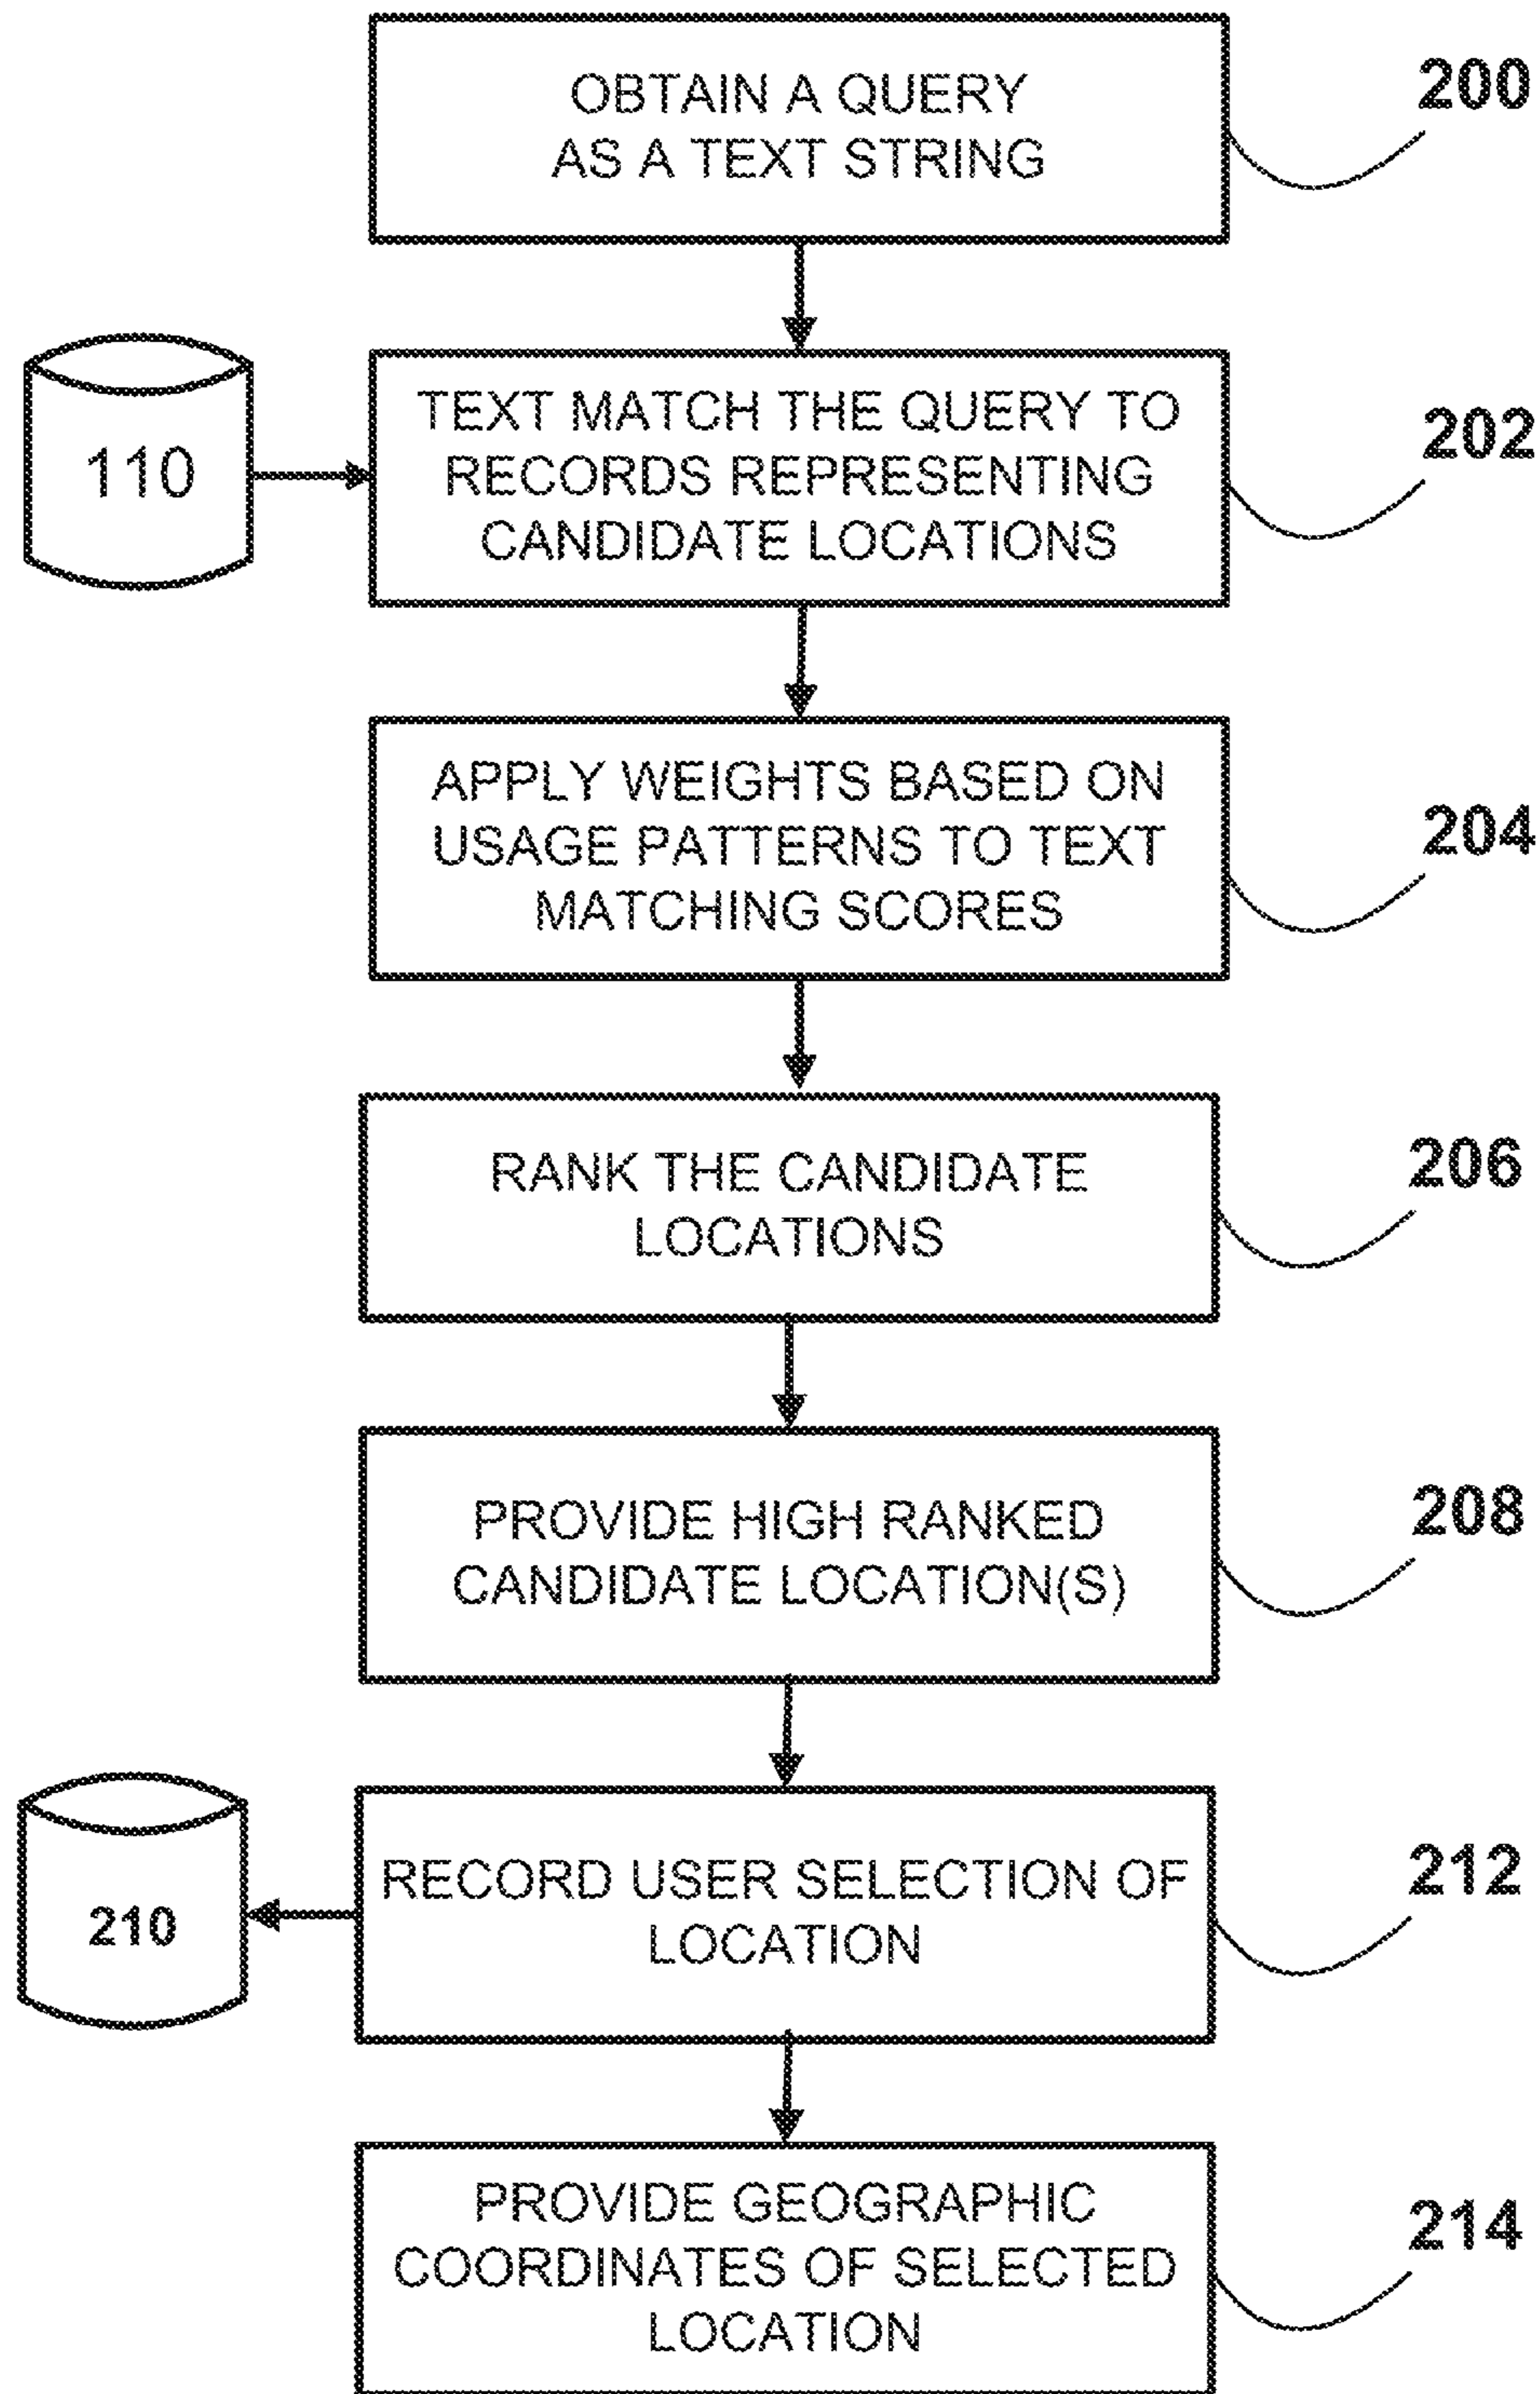 OBTAIN A QUERY
AS A TEXT STRING
200
110
TEXT MATCH THE QUERY TO
RECORDS REPRESENTING
CANDIDATE LOCATIONS
202
APPLY WEIGHTS BASED ON
USAGE PATTERNS TO TEXT
MATCHING SCORES
204
RANK THE CANDIDATE
LOCATIONS
206
PROVIDE HIGH RANKED
CANDIDATE LOCATION(S)
208
210
RECORD USER SELECTION OF
LOCATION
212
PROVIDE GEOGRAPHIC
COORDINATES OF SELECTED
LOCATION
214